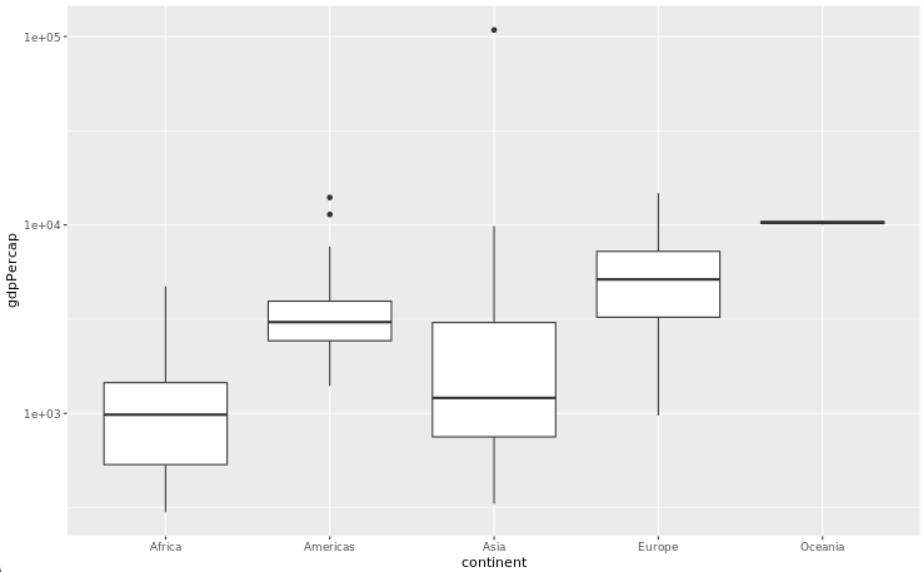 1e+05
1e+04
1e+03
gdpPercap
Africa Americas Asia Europe Oceania
continent